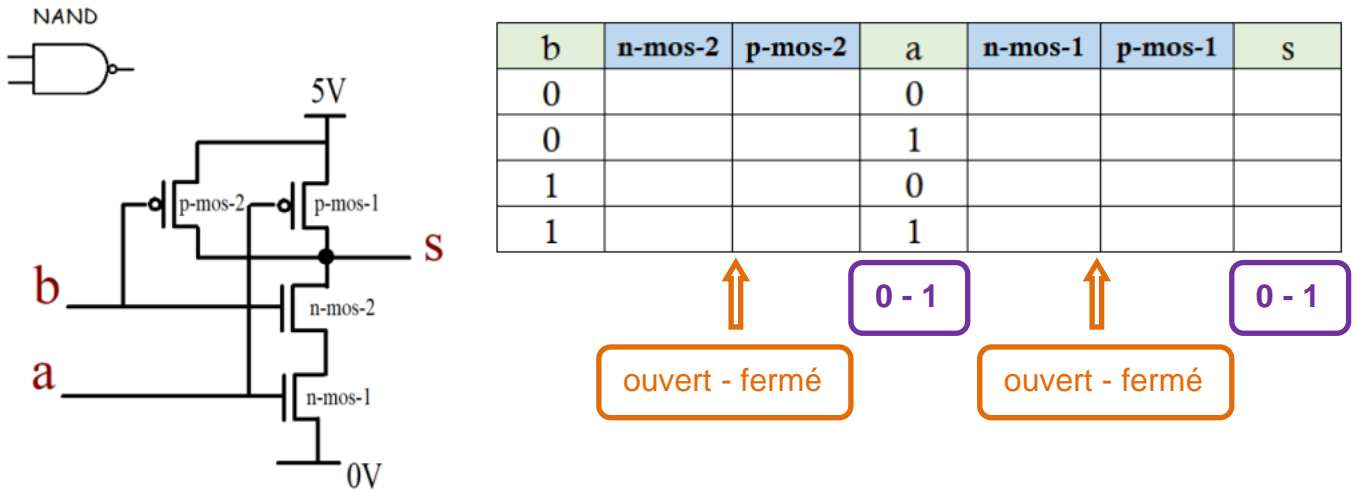 NAND
5V
p-mos-2
p-mos-1
s
b
n-mos-2
a
n-mos-1
0V
b n-mos-2 p-mos-2 a n-mos-1 p-mos-1 s
0 0
0 1
1 0
1 1
0 - 1
0 - 1
ouvert - fermé
ouvert - fermé